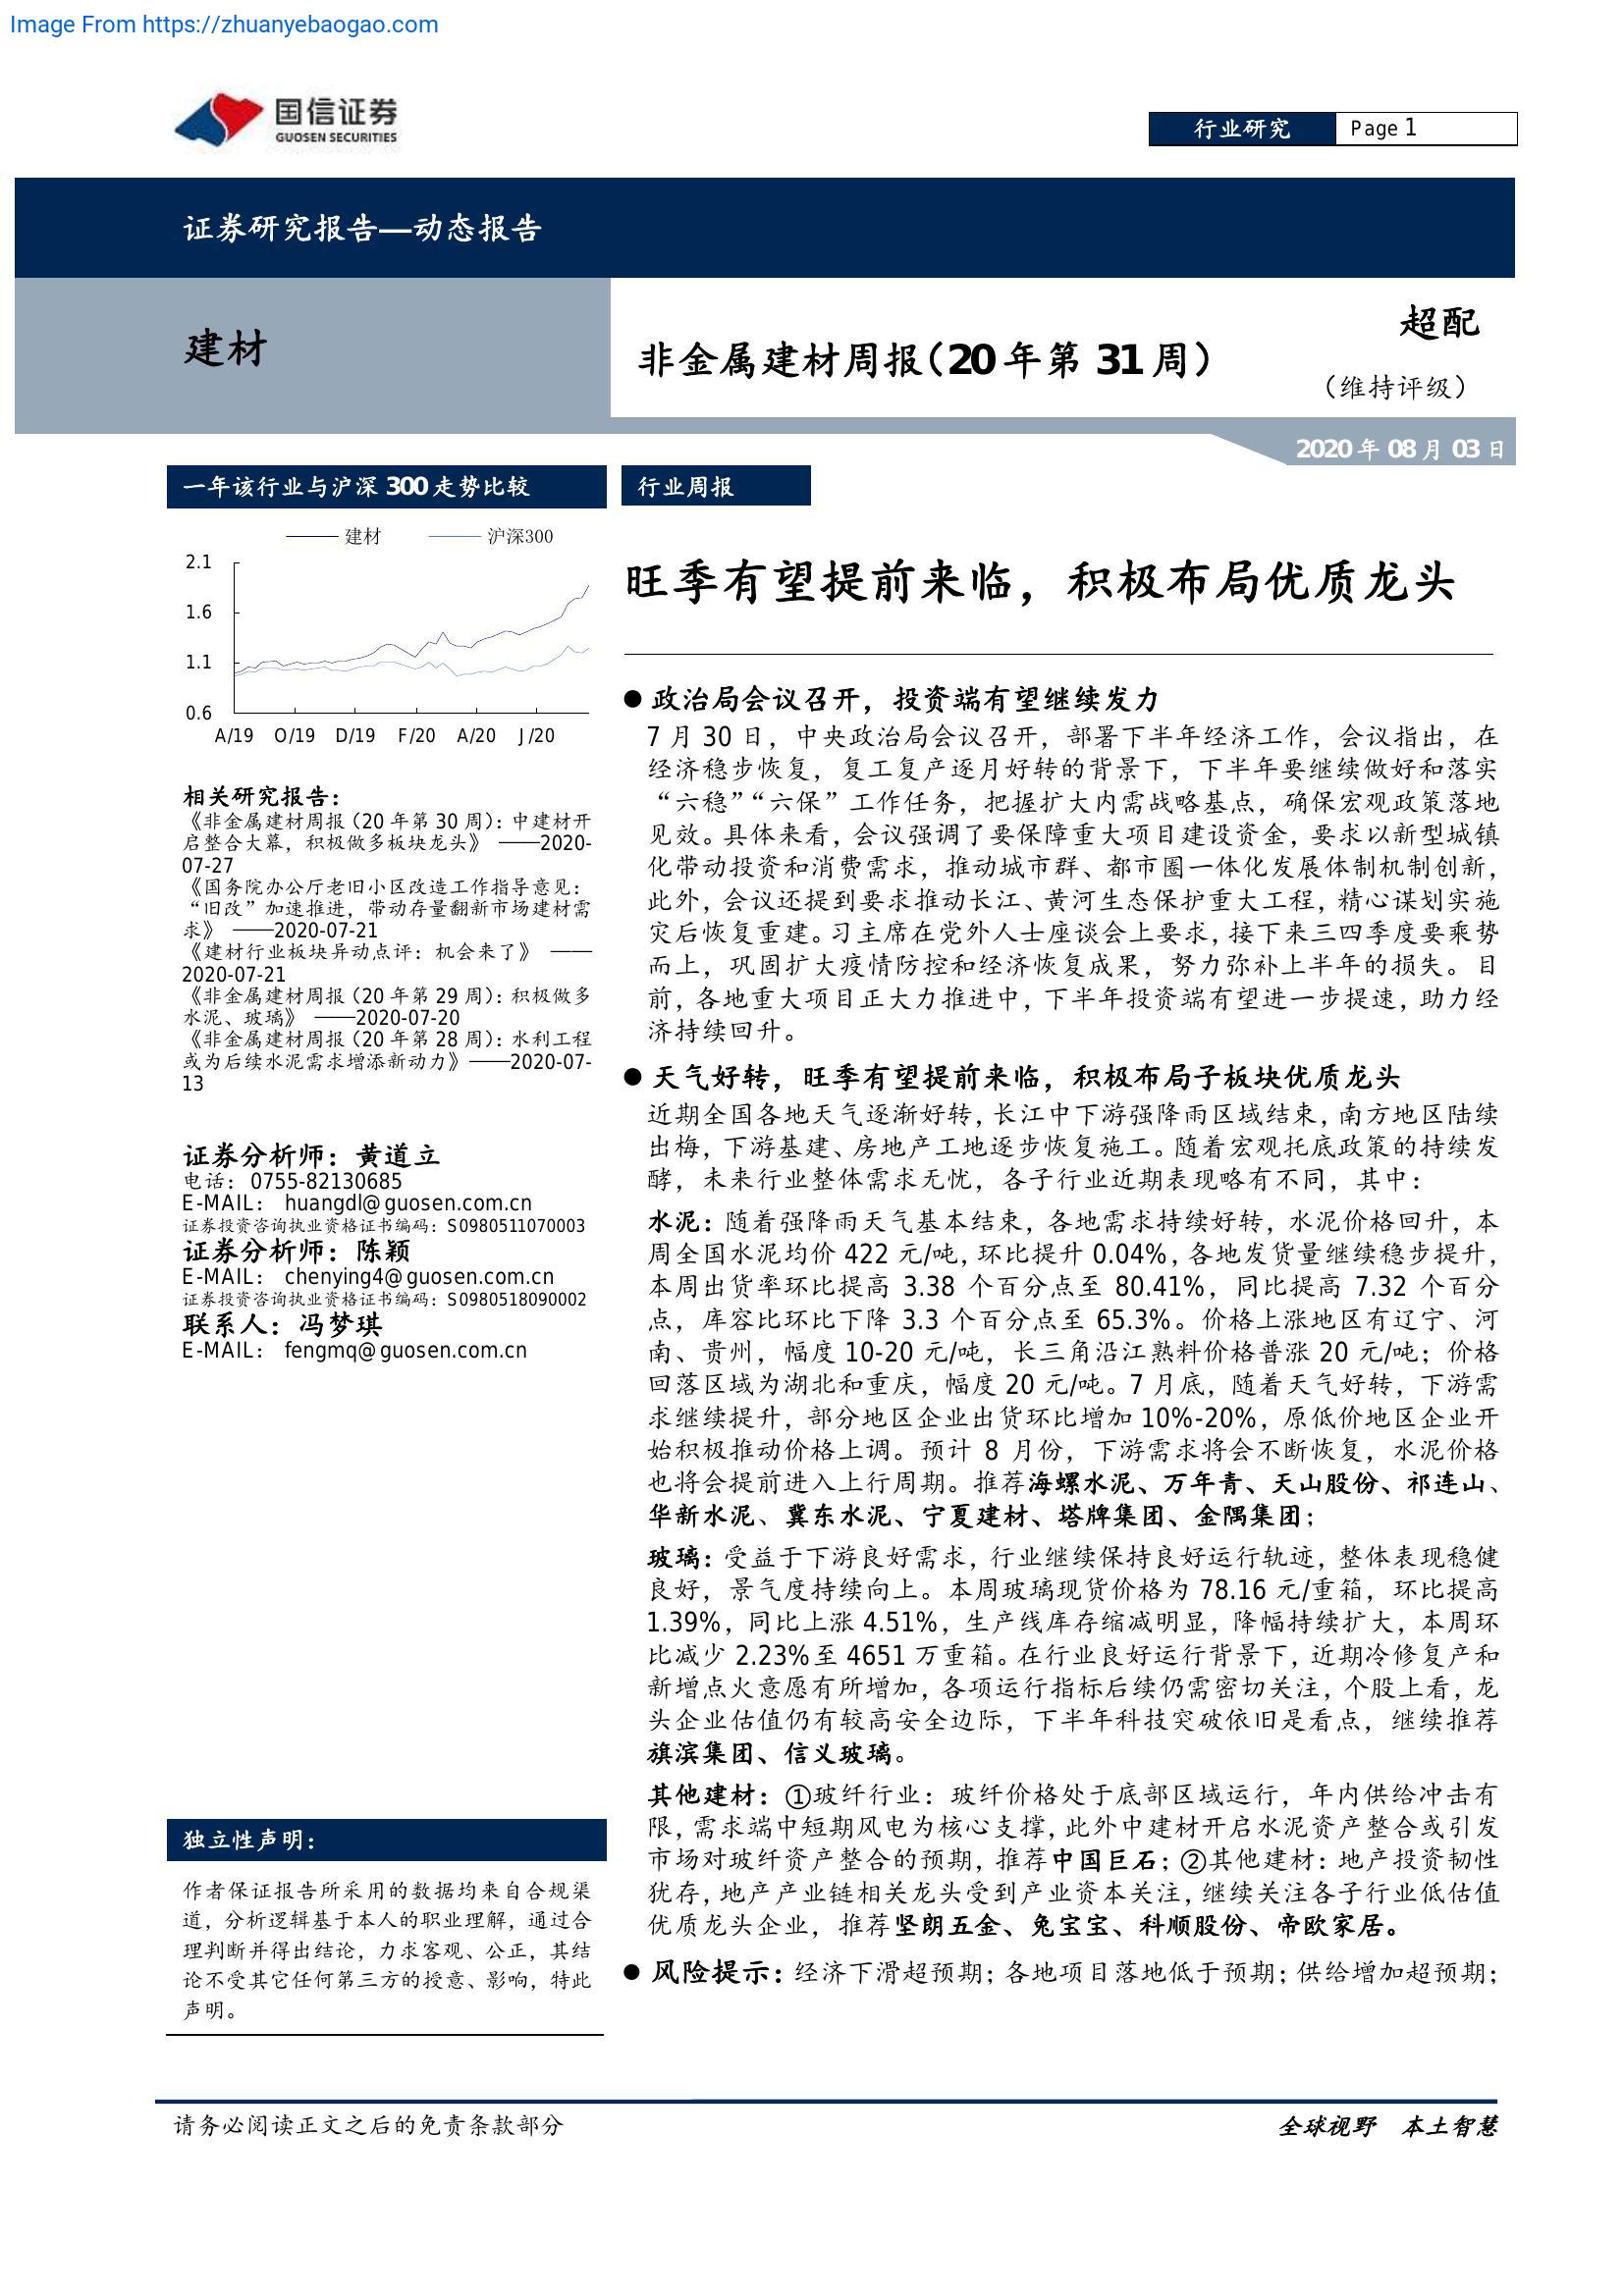 Image From https://zhuanyebaogao.com
国信证券
GUOSEN SECURITIES
行业研究
Page 1
证券研究报告—动态报告
建材
非金属建材周报（20年第31周）
超配
（维持评级）
2020年08月03日
一年该行业与沪深300走势比较
建材 沪深300
2.1
1.6
1.1
0.6
A/19 O/19 D/19 F/20 A/20 J/20
相关研究报告：
《非金属建材周报（20年第30周）：中建材开
启整合大幕，积极做多板块龙头》 ——2020-
07-27
《国务院办公厅老旧小区改造工作指导意见：
“旧改”加速推进，带动存量翻新市场建材需
求》 ——2020-07-21
《建材行业板块异动点评：机会来了》 ——
2020-07-21
《非金属建材周报（20年第29周）：积极做多
水泥、玻璃》 ——2020-07-20
《非金属建材周报（20年第28周）：水利工程
或为后续水泥需求增添新动力》——2020-07-
13
证券分析师：黄道立
电话：0755-82130685
E-MAIL： huangdl@guosen.com.cn
证券投资咨询执业资格证书编码：S0980511070003
证券分析师：陈颖
E-MAIL： chenying4@guosen.com.cn
证券投资咨询执业资格证书编码：S0980518090002
联系人：冯梦琪
E-MAIL： fengmq@guosen.com.cn
独立性声明：
作者保证报告所采用的数据均来自合规渠
道，分析逻辑基于本人的职业理解，通过合
理判断并得出结论，力求客观、公正，其结
论不受其它任何第三方的授意、影响，特此
声明。
行业周报
旺季有望提前来临，积极布局优质龙头
● 政治局会议召开，投资端有望继续发力
7月30日，中央政治局会议召开，部署下半年经济工作，会议指出，在
经济稳步恢复，复工复产逐月好转的背景下，下半年要继续做好和落实
“六稳”“六保”工作任务，把握扩大内需战略基点，确保宏观政策落地
见效。具体来看，会议强调了要保障重大项目建设资金，要求以新型城镇
化带动投资和消费需求，推动城市群、都市圈一体化发展体制机制创新，
此外，会议还提到要求推动长江、黄河生态保护重大工程，精心谋划实施
灾后恢复重建。习主席在党外人士座谈会上要求，接下来三四季度要乘势
而上，巩固扩大疫情防控和经济恢复成果，努力弥补上半年的损失。目
前，各地重大项目正大力推进中，下半年投资端有望进一步提速，助力经
济持续回升。
● 天气好转，旺季有望提前来临，积极布局子板块优质龙头
近期全国各地天气逐渐好转，长江中下游强降雨区域结束，南方地区陆续
出梅，下游基建、房地产工地逐步恢复施工。随着宏观托底政策的持续发
酵，未来行业整体需求无忧，各子行业近期表现略有不同，其中：
水泥：随着强降雨天气基本结束，各地需求持续好转，水泥价格回升，本
周全国水泥均价422元/吨，环比提升0.04%，各地发货量继续稳步提升，
本周出货率环比提高3.38个百分点至80.41%，同比提高7.32个百分
点，库容比环比下降3.3个百分点至65.3%。价格上涨地区有辽宁、河
南、贵州，幅度10-20元/吨，长三角沿江熟料价格普涨20元/吨；价格
回落区域为湖北和重庆，幅度20元/吨。7月底，随着天气好转，下游需
求继续提升，部分地区企业出货环比增加10%-20%，原低价地区企业开
始积极推动价格上调。预计8月份，下游需求将会不断恢复，水泥价格
也将会提前进入上行周期。推荐海螺水泥、万年青、天山股份、祁连山、
华新水泥、冀东水泥、宁夏建材、塔牌集团、金隅集团；
玻璃：受益于下游良好需求，行业继续保持良好运行轨迹，整体表现稳健
良好，景气度持续向上。本周玻璃现货价格为78.16元/重箱，环比提高
1.39%，同比上涨4.51%，生产线库存缩减明显，降幅持续扩大，本周环
比减少2.23%至4651万重箱。在行业良好运行背景下，近期冷修复产和
新增点火意愿有所增加，各项运行指标后续仍需密切关注，个股上看，龙
头企业估值仍有较高安全边际，下半年科技突破依旧是看点，继续推荐
旗滨集团、信义玻璃。
其他建材：①玻纤行业：玻纤价格处于底部区域运行，年内供给冲击有
限，需求端中短期风电为核心支撑，此外中建材开启水泥资产整合或引发
市场对玻纤资产整合的预期，推荐中国巨石；②其他建材：地产投资韧性
犹存，地产产业链相关龙头受到产业资本关注，继续关注各子行业低估值
优质龙头企业，推荐坚朗五金、兔宝宝、科顺股份、帝欧家居。
● 风险提示：经济下滑超预期；各地项目落地低于预期；供给增加超预期；
请务必阅读正文之后的免责条款部分
全球视野 本土智慧